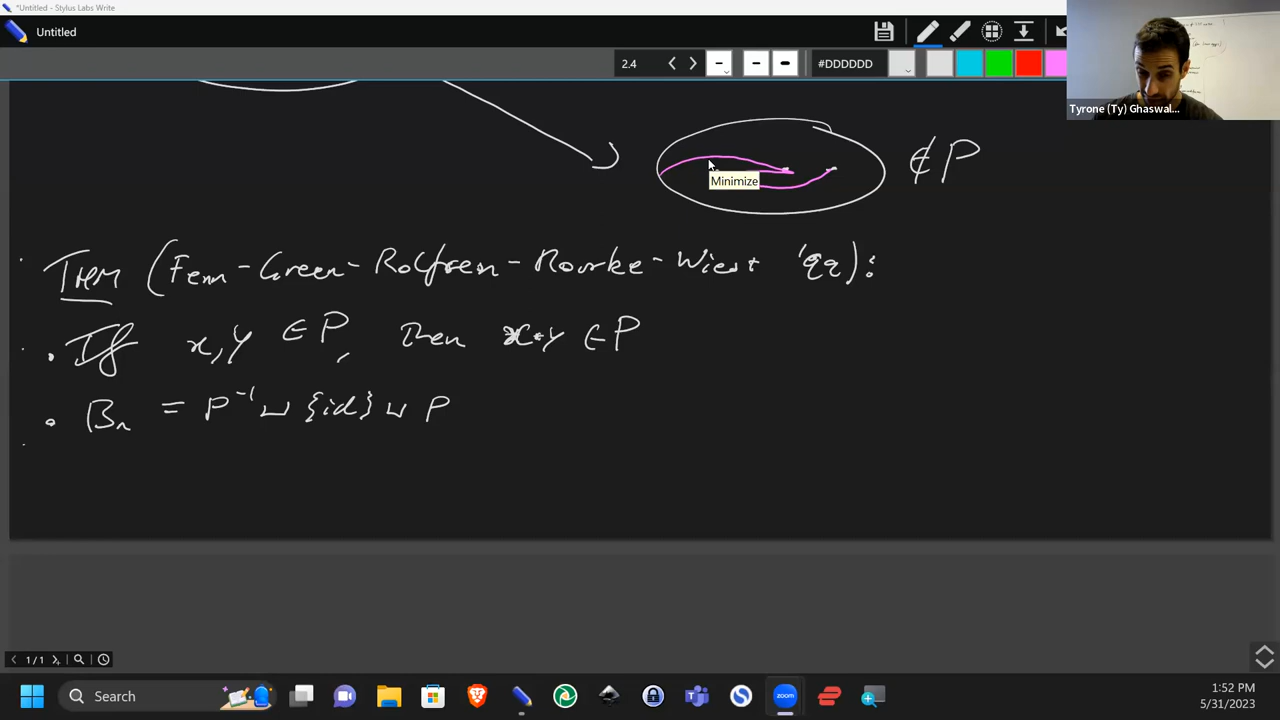 *Untitled - Stylus Labs Write
Untitled
2.4
#DDDDDD
Tyrone (Ty) Ghaswal...
∉ P
Minimize
THM (Fenn-Green-Rolfsen-Rourke-Wiest '99):
• If x, y ∈ P, then x·y ∈ P
• Bn = P⁻¹ ⊔ {id} ⊔ P
1/1
Search
1:52 PM
5/31/2023